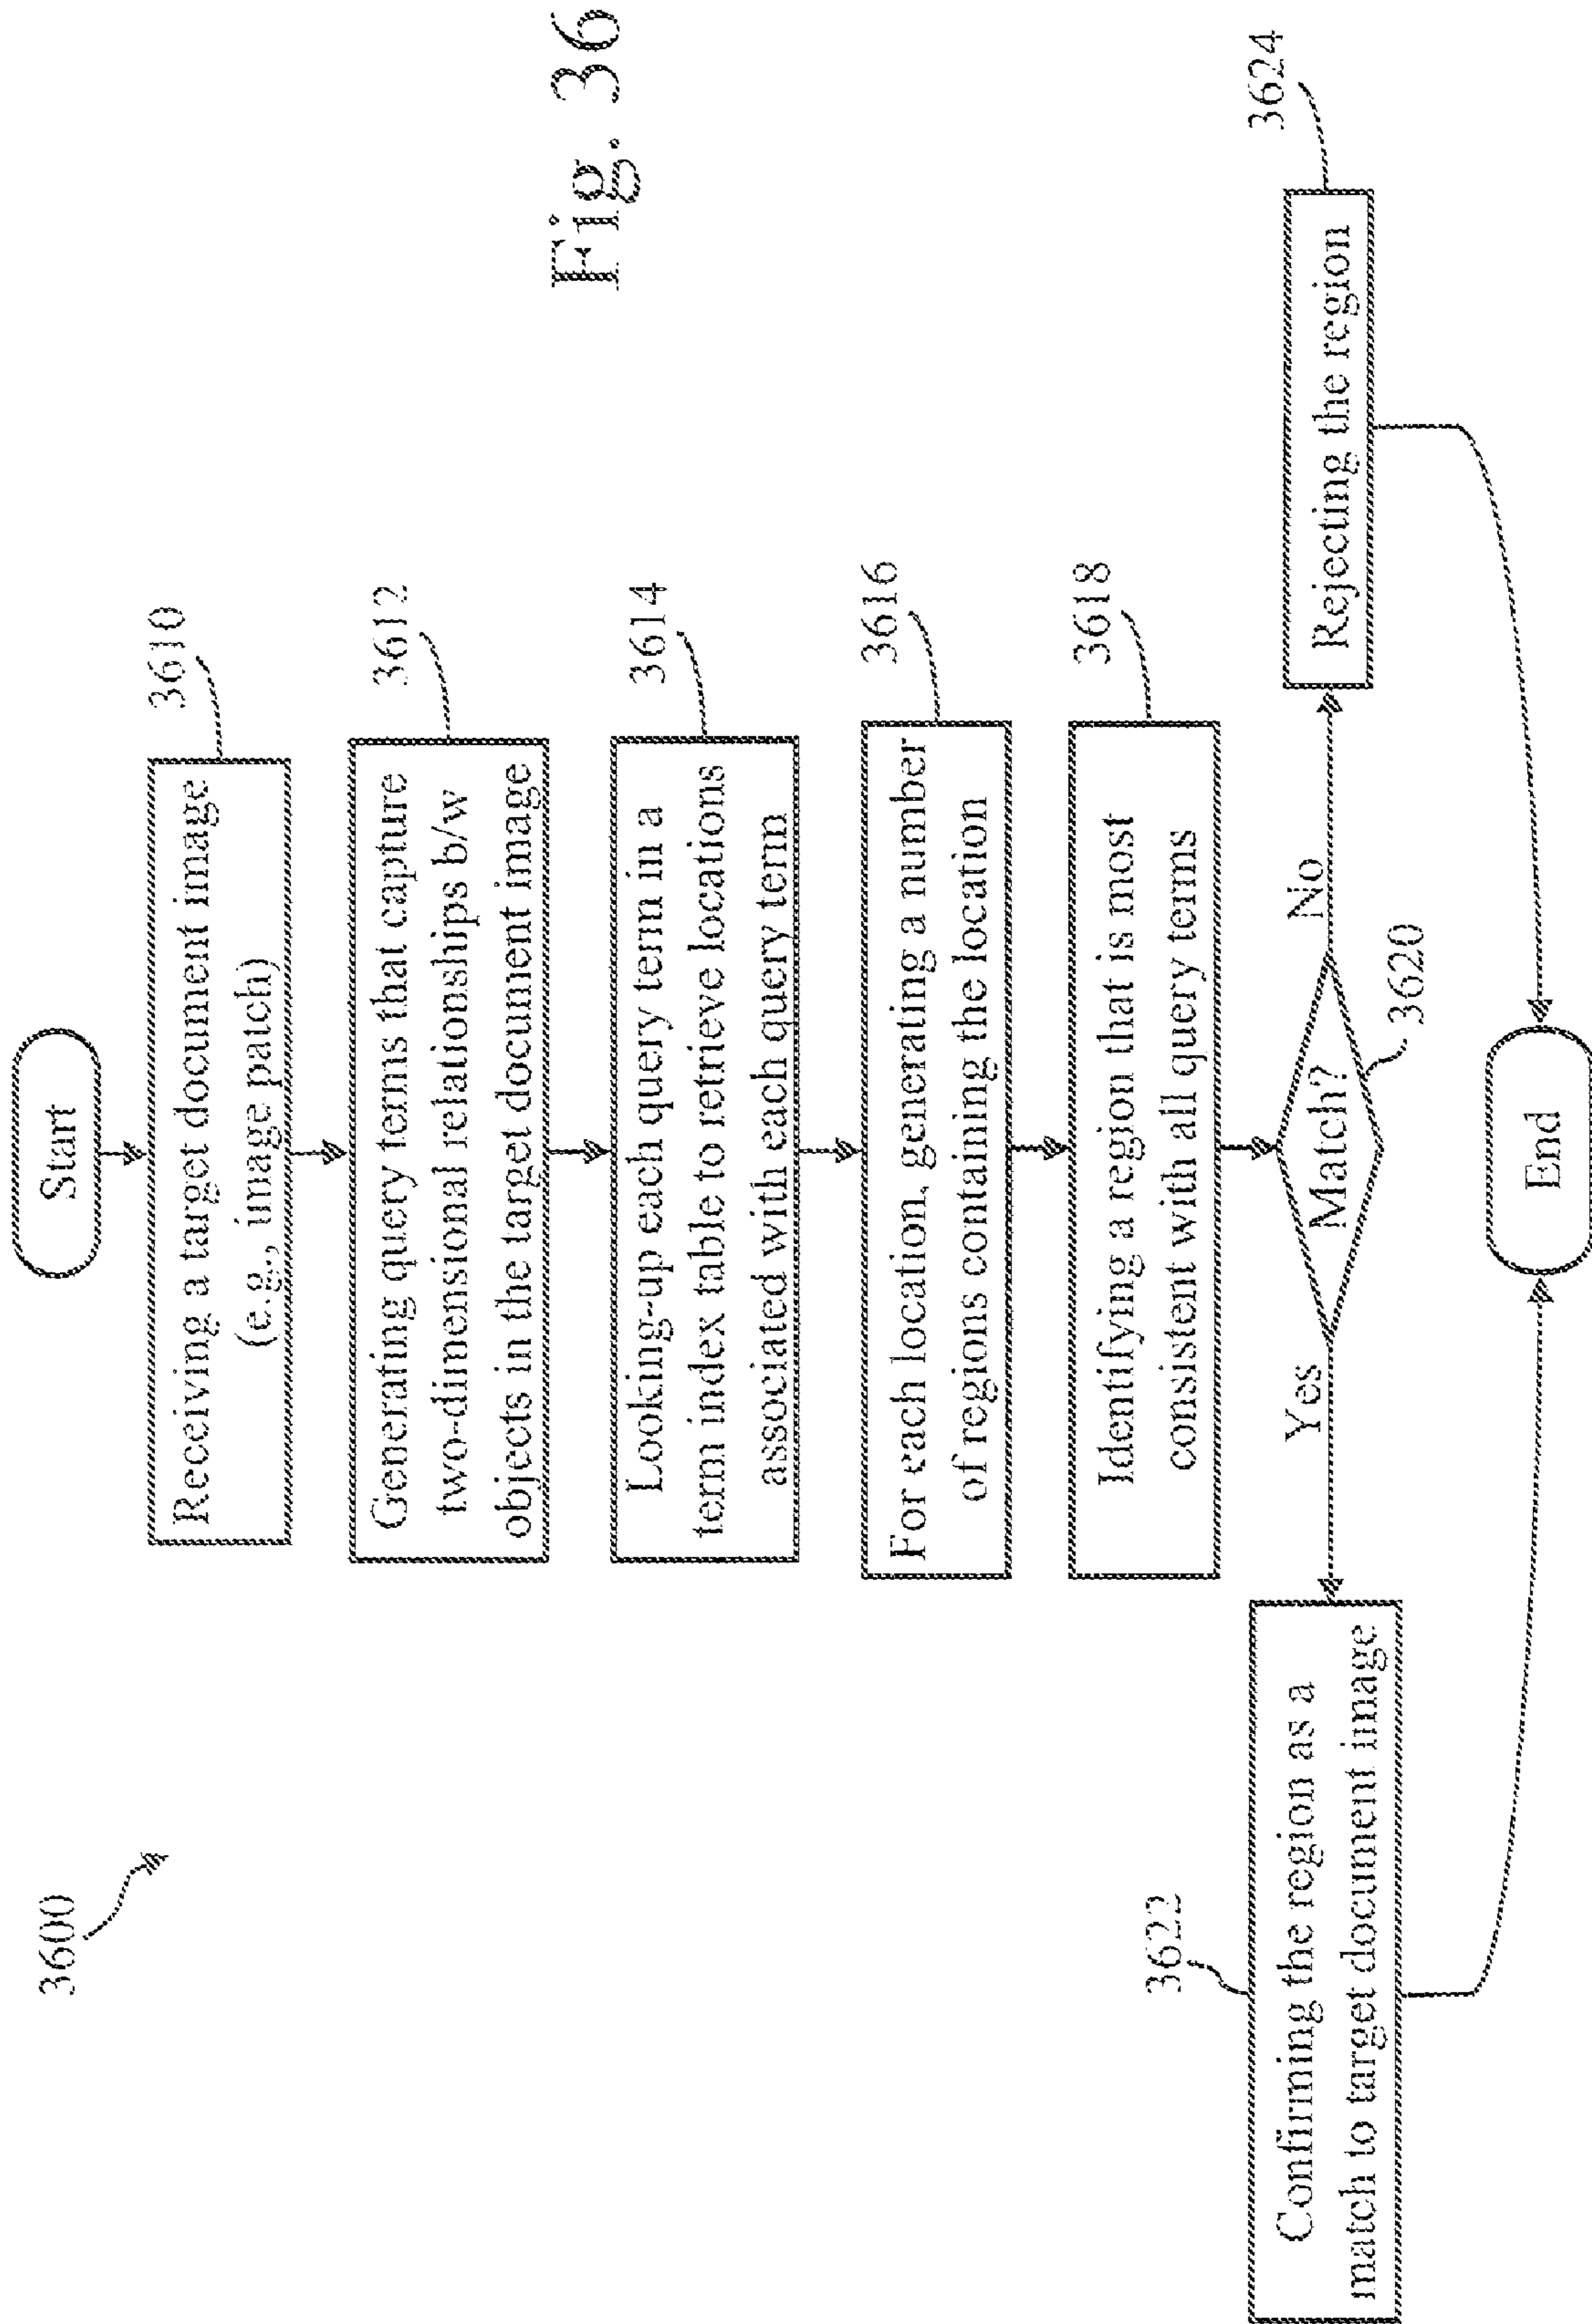 3600
Start
3610
Receiving a target document image
(e.g., image patch)
3612
Generating query terms that capture
two-dimensional relationships b/w
objects in the target document image
3614
Looking-up each query term in a
term index table to retrieve locations
associated with each query term
3616
For each location, generating a number
of regions containing the location
3618
Identifying a region that is most
consistent with all query terms
Match?
3620
Yes
No
3622
Confirming the region as a
match to target document image
3624
Rejecting the region
End
Fig. 36